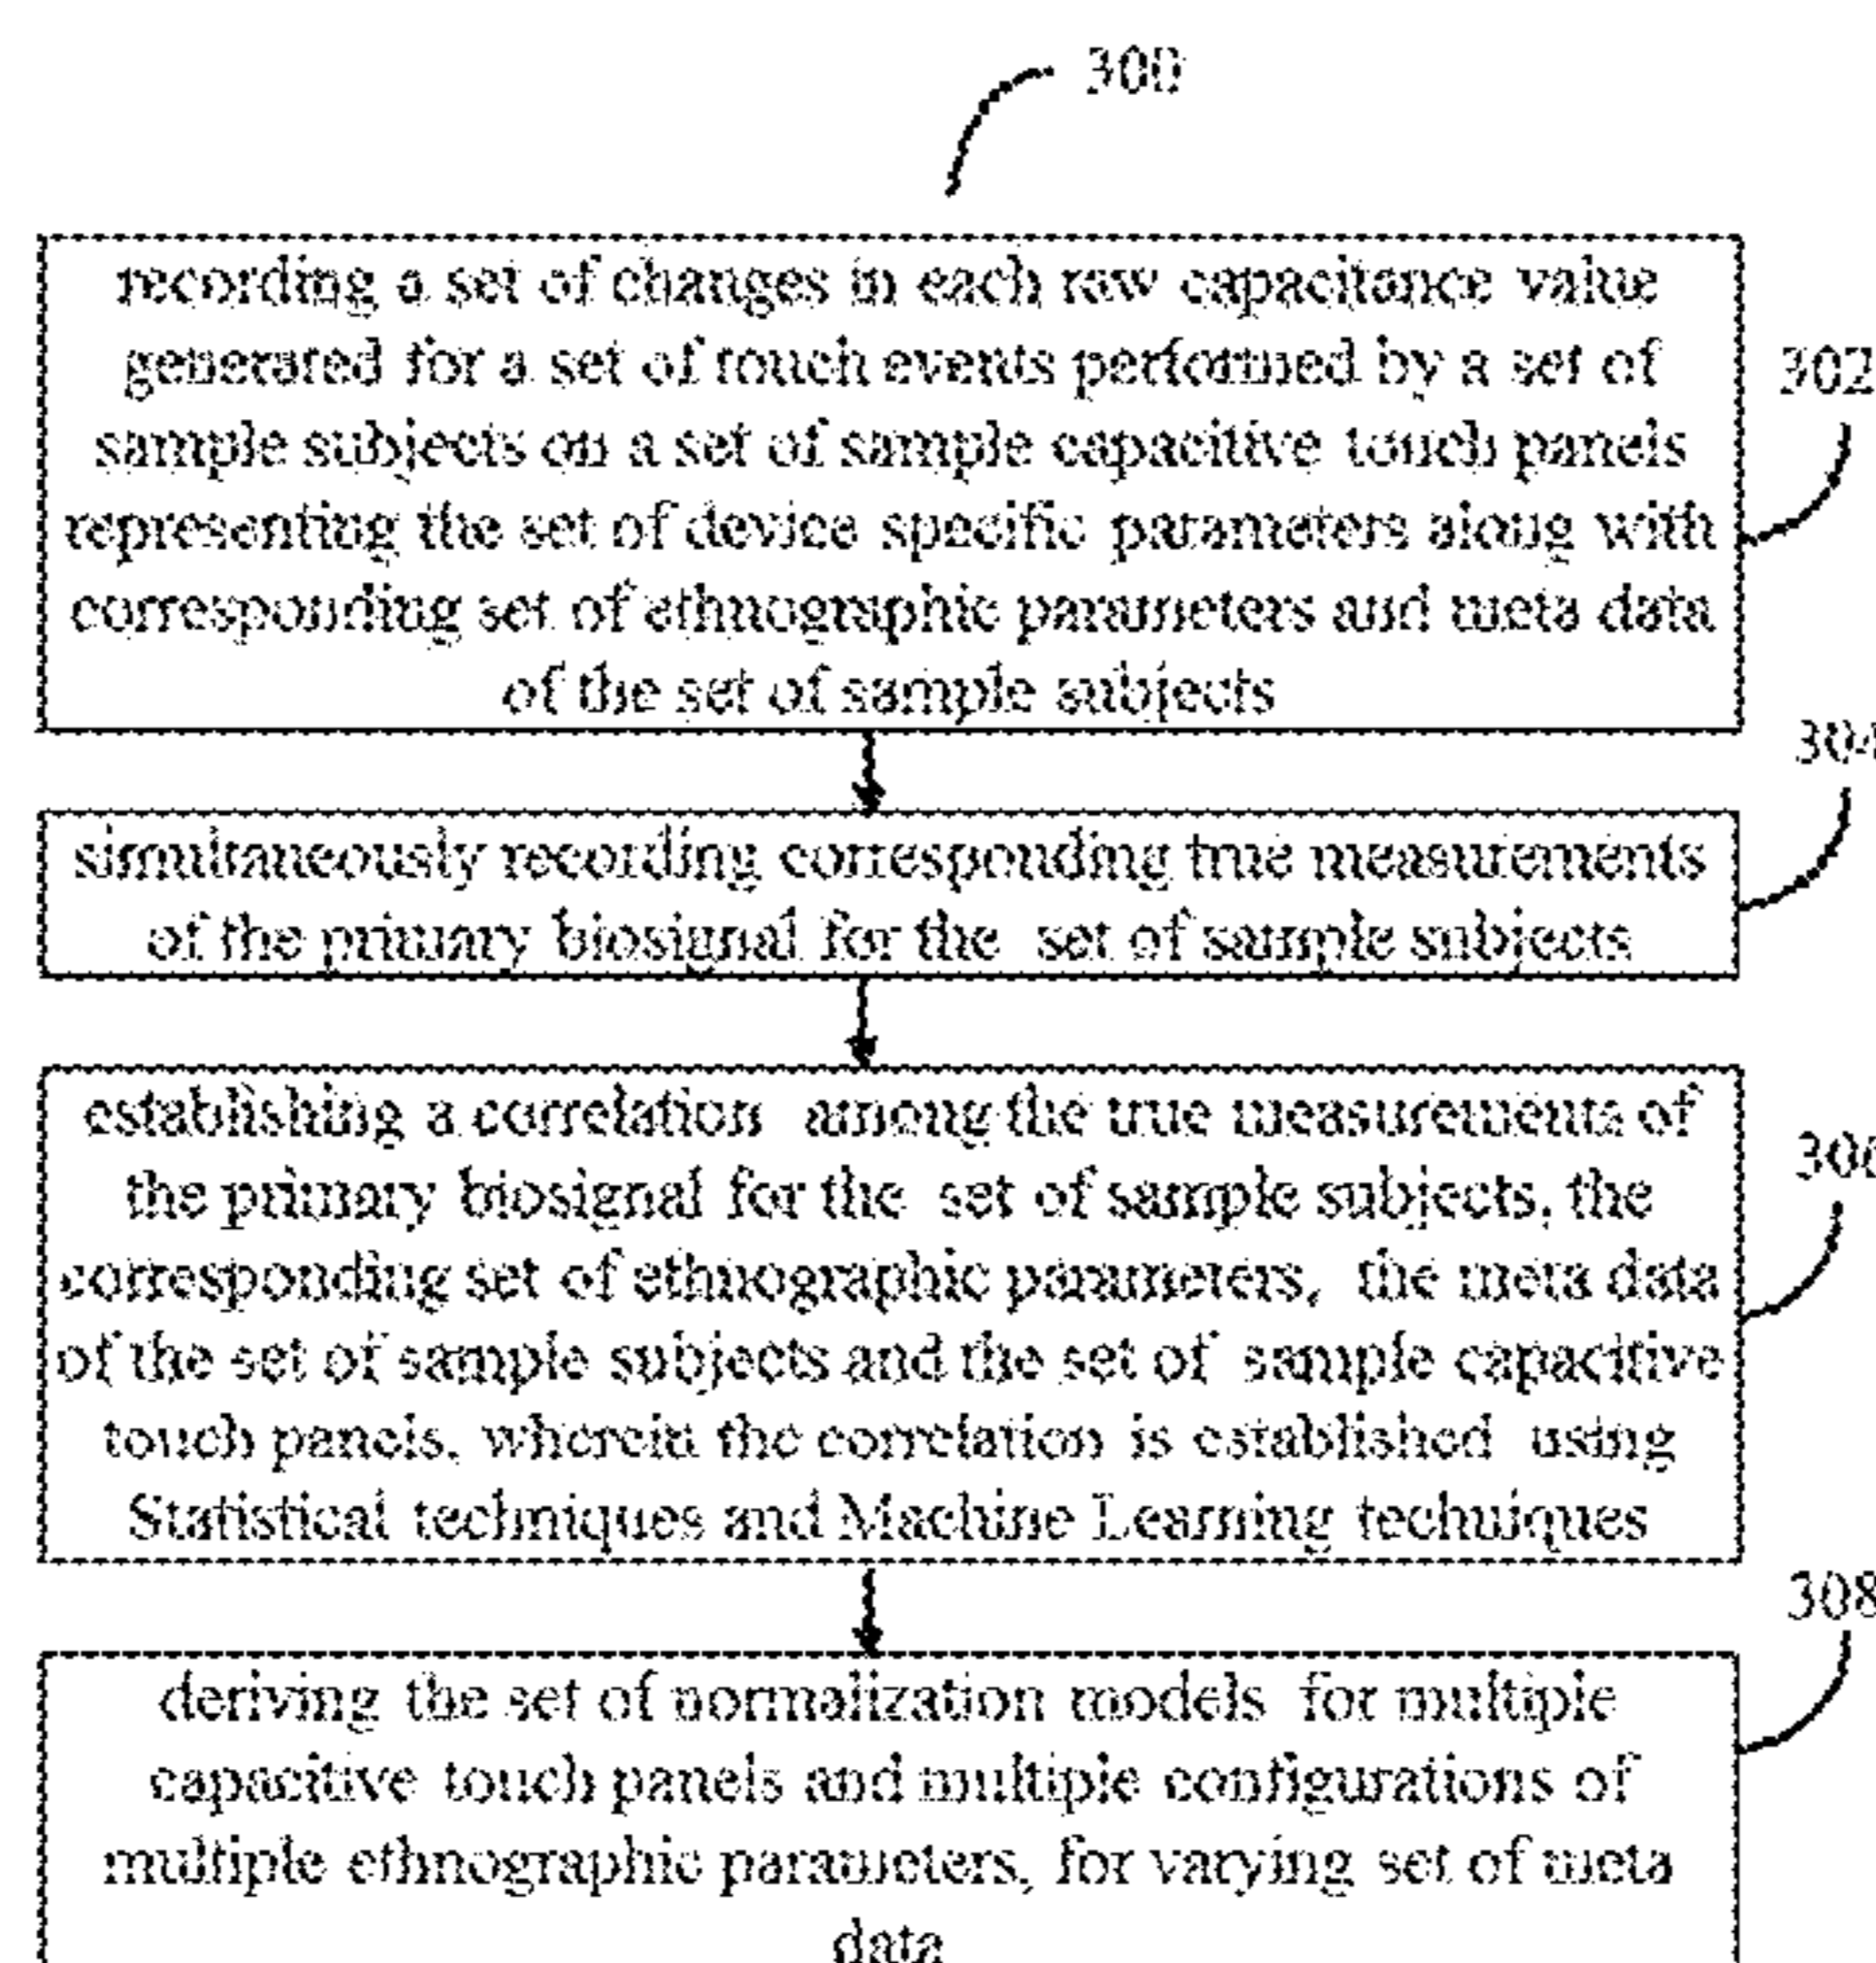 300
recording a set of changes in each raw capacitance value
generated for a set of touch events performed by a set of
sample subjects on a set of sample capacitive touch panels
representing the set of device specific parameters along with
corresponding set of ethnographic parameters and meta data
of the set of sample subjects
302
304
simultaneously recording corresponding true measurements
of the primary biosignal for the set of sample subjects
establishing a correlation among the true measurements of
the primary biosignal for the set of sample subjects, the
corresponding set of ethnographic parameters, the meta data
of the set of sample subjects and the set of sample capacitive
touch panels, wherein the correlation is established using
Statistical techniques and Machine Learning techniques
306
308
deriving the set of normalization models for multiple
capacitive touch panels and multiple configurations of
multiple ethnographic parameters, for varying set of meta
data